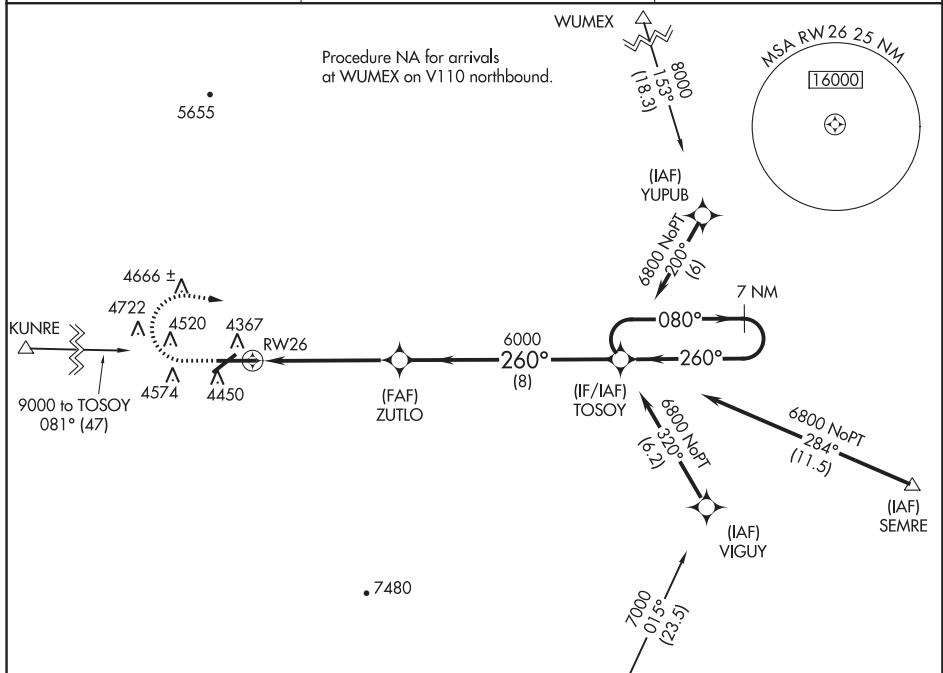 WUMEX
MSA RW26 25 NM
16000
Procedure NA for arrivals
at WUMEX on V110 northbound.
8000
153°
(18.3)
5655
(IAF)
YUPUB
6800 NoPT
200°
(6)
7 NM
4666 ±
4722
4520
4367
RW26
KUNRE
080°
6000
260°
(8)
260°
9000 to TOSOY
081° (47)
4574
4450
(FAF)
ZUTLO
(IF/IAF)
TOSOY
6800 NoPT
320°
(6.2)
6800 NoPT
284°
(11.5)
(IAF)
SEMRE
(IAF)
VIGUY
7480
7000
015°
(23.5)